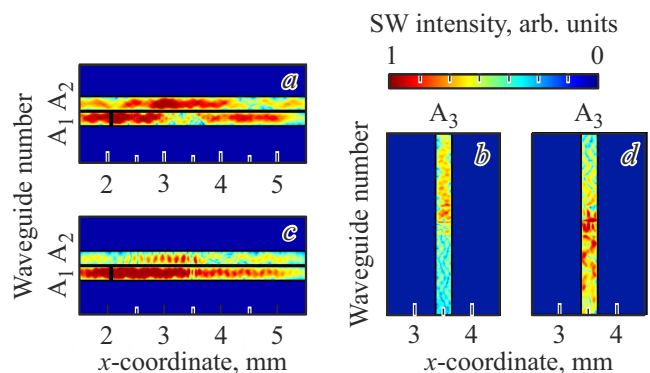 SW intensity, arb. units
1 0
a
A₁ A₂
2 3 4 5
c
A₁ A₂
2 3 4 5
x-coordinate, mm
Waveguide number
A₃
b
3 4
A₃
d
3 4
x-coordinate, mm
Waveguide number